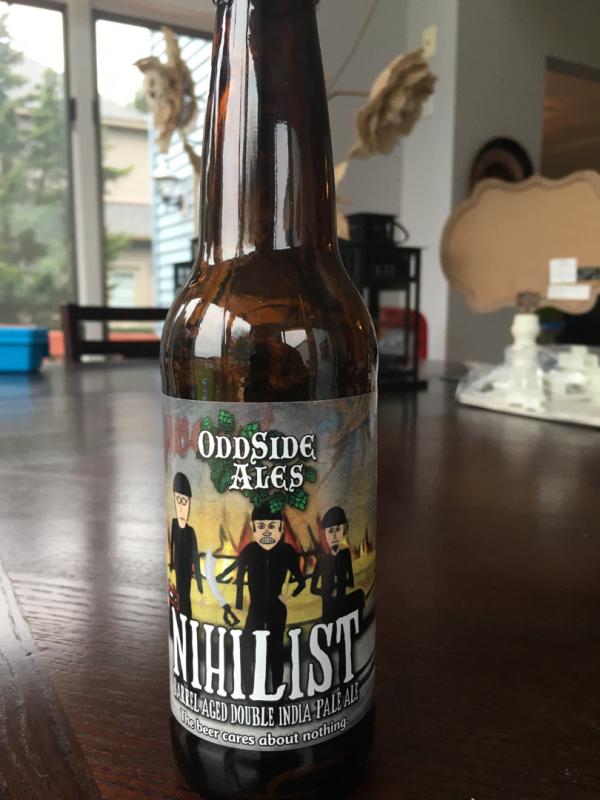 ODDSIDE
ALES
NIHILIST
BARREL AGED DOUBLE INDIA PALE ALE
The beer cares about nothing.